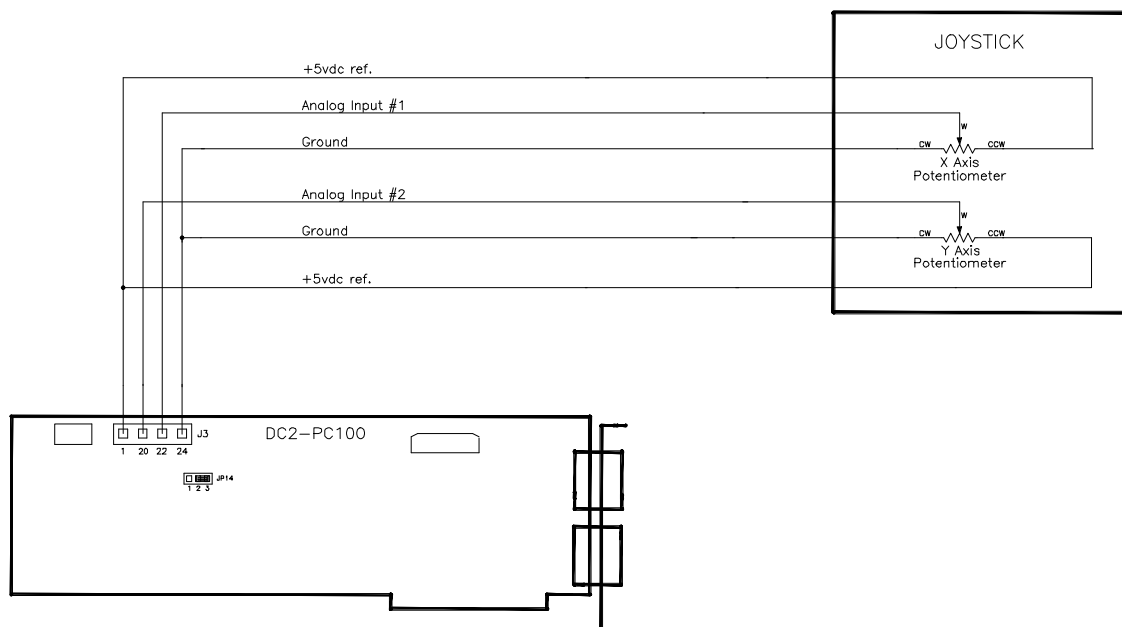 JOYSTICK
+5vdc ref.
Analog Input #1
W
Ground
CW
CCW
X Axis
Potentiometer
Analog Input #2
W
Ground
CW
CCW
Y Axis
Potentiometer
+5vdc ref.
J3
DC2-PC100
1 20 22 24
JP14
1 2 3